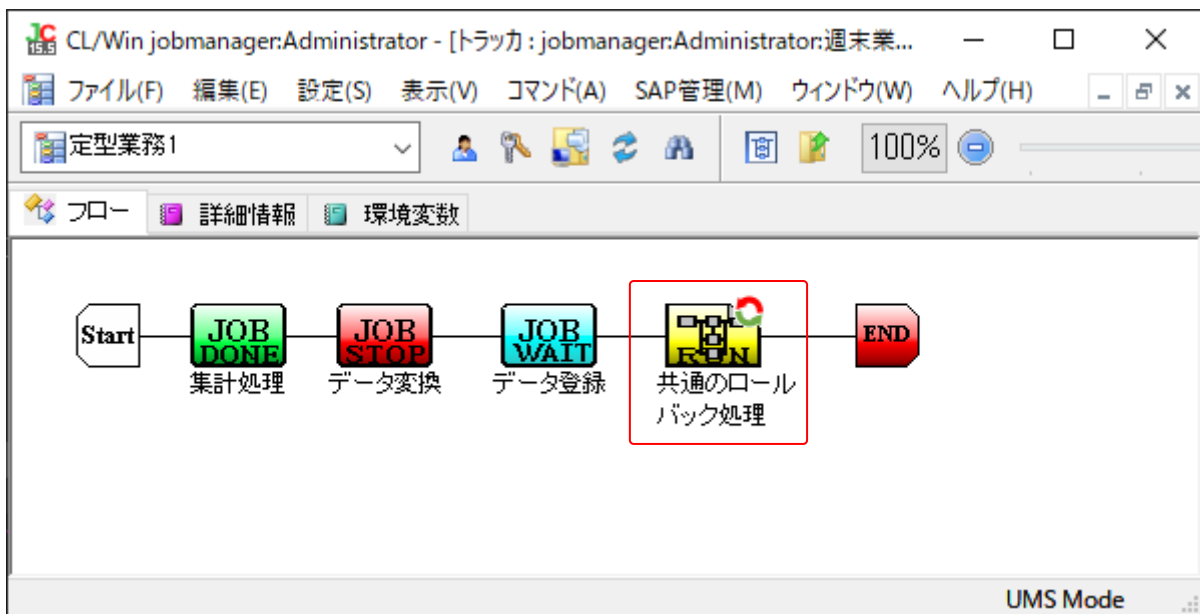 JC 15.5 CL/Win jobmanager:Administrator - [トラッカ : jobmanager:Administrator:週末業...
ファイル(F) 編集(E) 設定(S) 表示(V) コマンド(A) SAP管理(M) ウィンドウ(W) ヘルプ(H)
定型業務1 100%
フロー 詳細情報 環境変数
Start JOB DONE JOB STOP JOB WAIT RUN END
集計処理 データ変換 データ登録 共通のロール
バック処理
UMS Mode